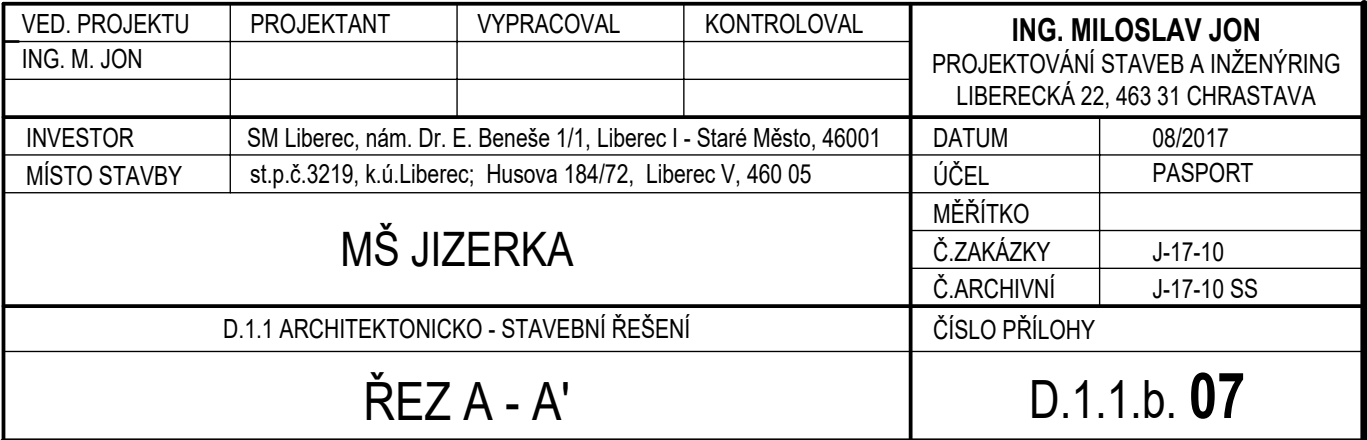 VED. PROJEKTU PROJEKTANT VYPRACOVAL KONTROLOVAL
ING. M. JON
ING. MILOSLAV JON
PROJEKTOVÁNÍ STAVEB A INŽENÝRING
LIBERECKÁ 22, 463 31 CHRASTAVA
INVESTOR SM Liberec, nám. Dr. E. Beneše 1/1, Liberec I - Staré Město, 46001
MÍSTO STAVBY st.p.č.3219, k.ú.Liberec; Husova 184/72, Liberec V, 460 05
DATUM 08/2017
ÚČEL PASPORT
MĚŘÍTKO
Č.ZAKÁZKY J-17-10
Č.ARCHIVNÍ J-17-10 SS
MŠ JIZERKA
D.1.1 ARCHITEKTONICKO - STAVEBNÍ ŘEŠENÍ
ČÍSLO PŘÍLOHY
ŘEZ A - A'
D.1.1.b. 07